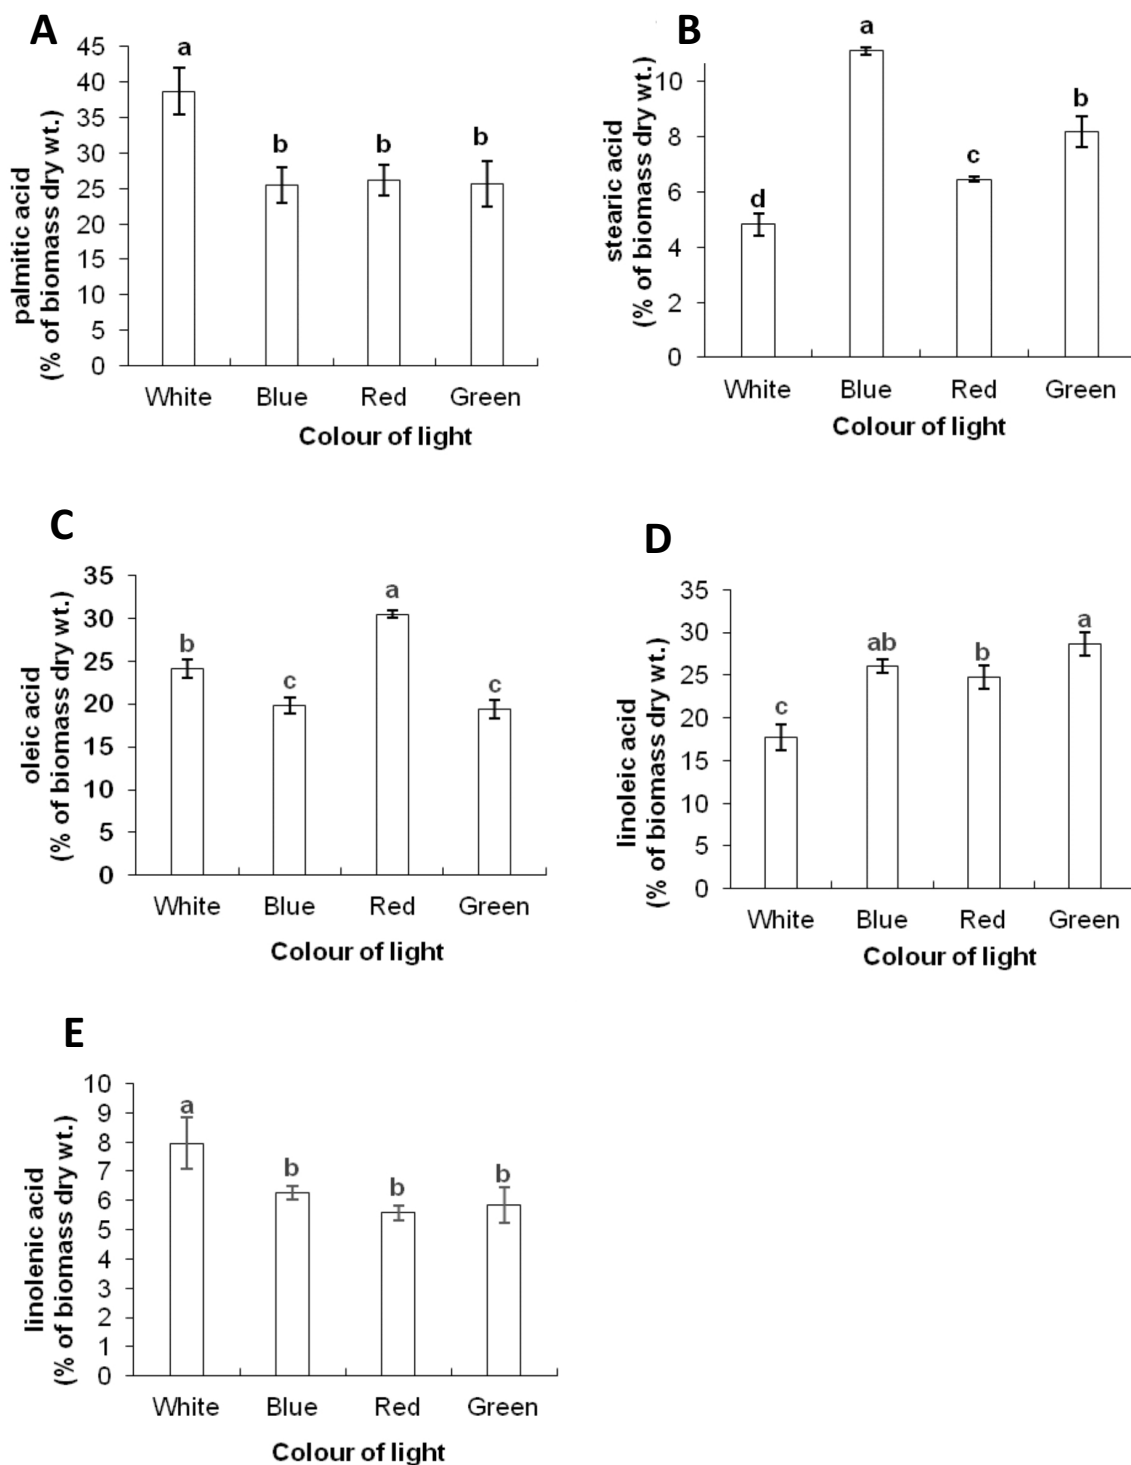 A
palmitic acid
(% of biomass dry wt.)
45
40
35
30
25
20
15
10
5
0
a
b
b
b
White Blue Red Green
Colour of light
B
stearic acid
(% of biomass dry wt.)
10
8
6
4
2
0
d
a
c
b
White Blue Red Green
Colour of light
C
oleic acid
(% of biomass dry wt.)
35
30
25
20
15
10
5
0
b
c
a
c
White Blue Red Green
Colour of light
D
linoleic acid
(% of biomass dry wt.)
35
30
25
20
15
10
5
0
c
ab
b
a
White Blue Red Green
Colour of light
E
linolenic acid
(% of biomass dry wt.)
10
9
8
7
6
5
4
3
2
1
0
a
b
b
b
White Blue Red Green
Colour of light